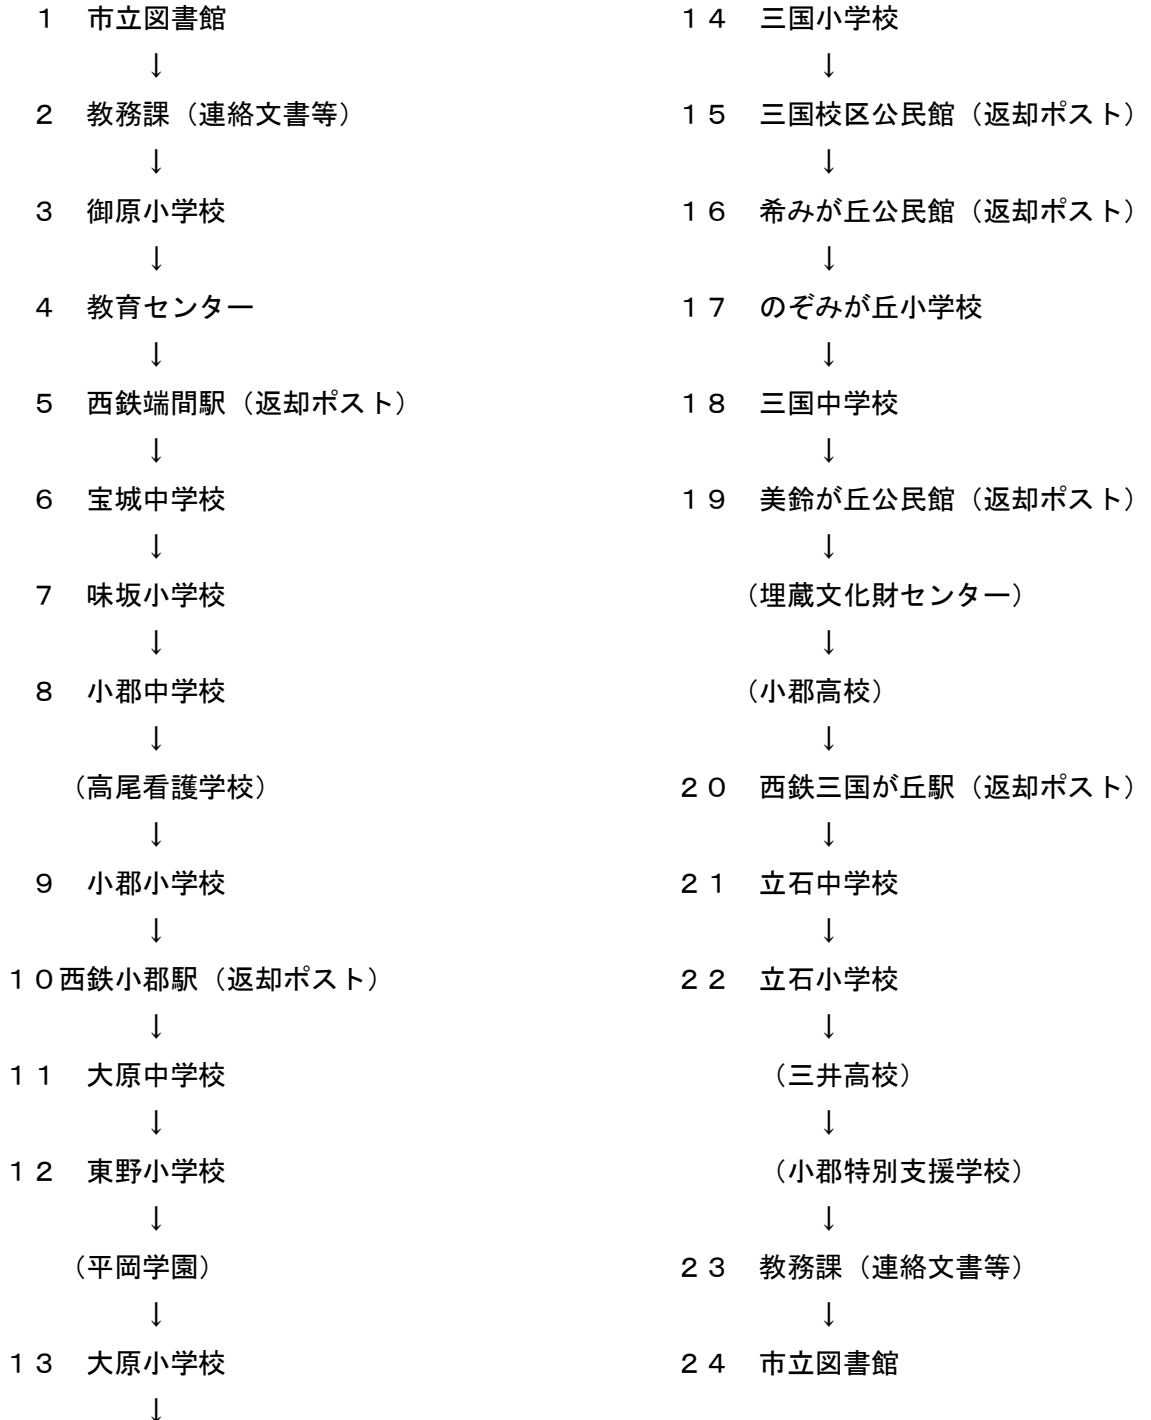 １　市立図書館
↓
２　教務課（連絡文書等）
↓
３　御原小学校
↓
４　教育センター
↓
５　西鉄端間駅（返却ポスト）
↓
６　宝城中学校
↓
７　味坂小学校
↓
８　小郡中学校
↓
（高尾看護学校）
↓
９　小郡小学校
↓
１０西鉄小郡駅（返却ポスト）
↓
１１　大原中学校
↓
１２　東野小学校
↓
（平岡学園）
↓
１３　大原小学校
↓
１４　三国小学校
↓
１５　三国校区公民館（返却ポスト）
↓
１６　希みが丘公民館（返却ポスト）
↓
１７　のぞみが丘小学校
↓
１８　三国中学校
↓
１９　美鈴が丘公民館（返却ポスト）
↓
（埋蔵文化財センター）
↓
（小郡高校）
↓
２０　西鉄三国が丘駅（返却ポスト）
↓
２１　立石中学校
↓
２２　立石小学校
↓
（三井高校）
↓
（小郡特別支援学校）
↓
２３　教務課（連絡文書等）
↓
２４　市立図書館